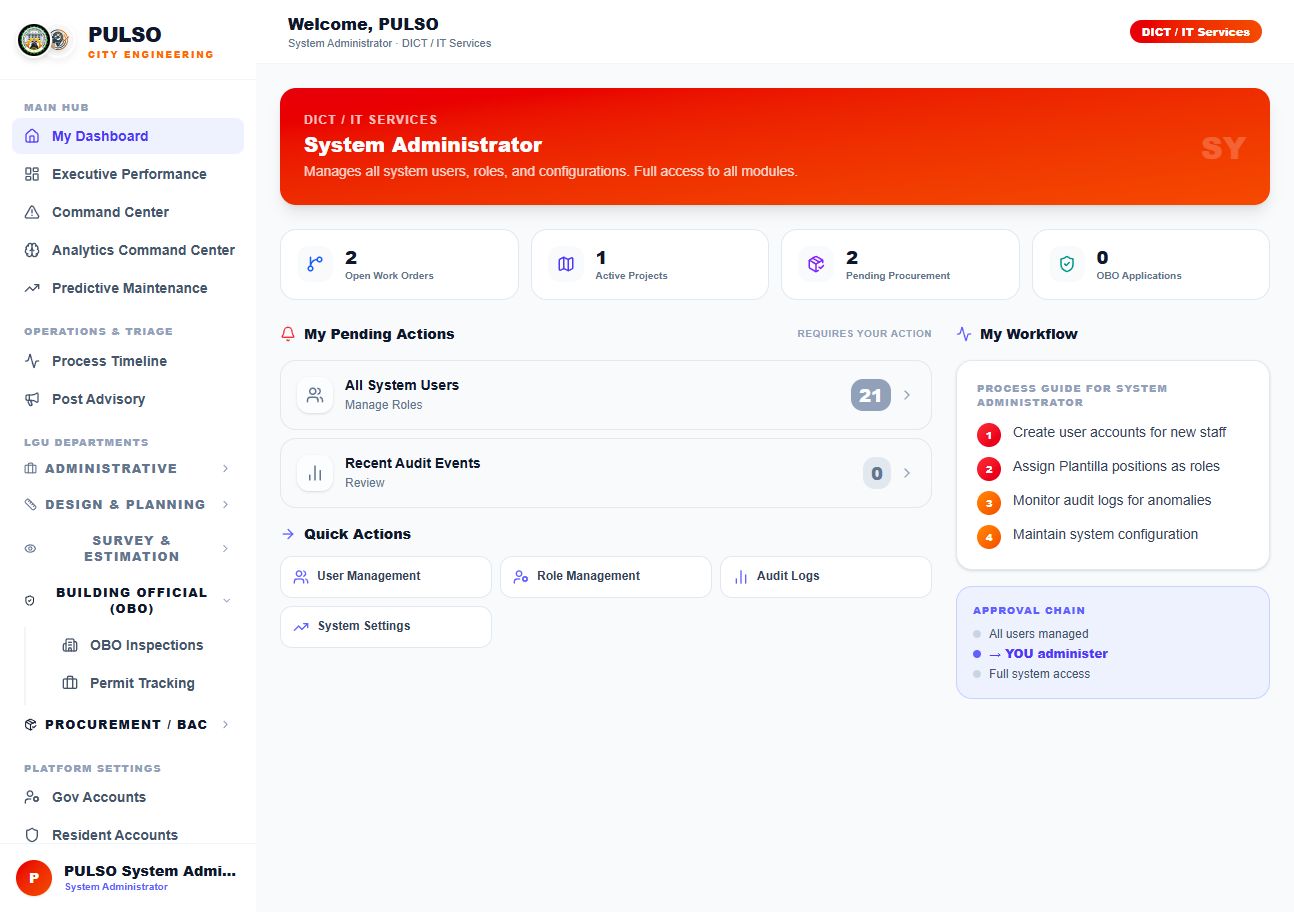 PULSO
CITY ENGINEERING
MAIN HUB
My Dashboard
Executive Performance
Command Center
Analytics Command Center
Predictive Maintenance
OPERATIONS & TRIAGE
Process Timeline
Post Advisory
LGU DEPARTMENTS
ADMINISTRATIVE
DESIGN & PLANNING
SURVEY &
ESTIMATION
BUILDING OFFICIAL
(OBO)
OBO Inspections
Permit Tracking
PROCUREMENT / BAC
PLATFORM SETTINGS
Gov Accounts
Resident Accounts
P
PULSO System Admi...
System Administrator
Welcome, PULSO
System Administrator · DICT / IT Services
DICT / IT Services
DICT / IT SERVICES
System Administrator
Manages all system users, roles, and configurations. Full access to all modules.
SY
2
Open Work Orders
1
Active Projects
2
Pending Procurement
0
OBO Applications
My Pending Actions
REQUIRES YOUR ACTION
All System Users
Manage Roles
21
Recent Audit Events
Review
0
Quick Actions
User Management
Role Management
Audit Logs
System Settings
My Workflow
PROCESS GUIDE FOR SYSTEM
ADMINISTRATOR
1 Create user accounts for new staff
2 Assign Plantilla positions as roles
3 Monitor audit logs for anomalies
4 Maintain system configuration
APPROVAL CHAIN
All users managed
→ YOU administer
Full system access